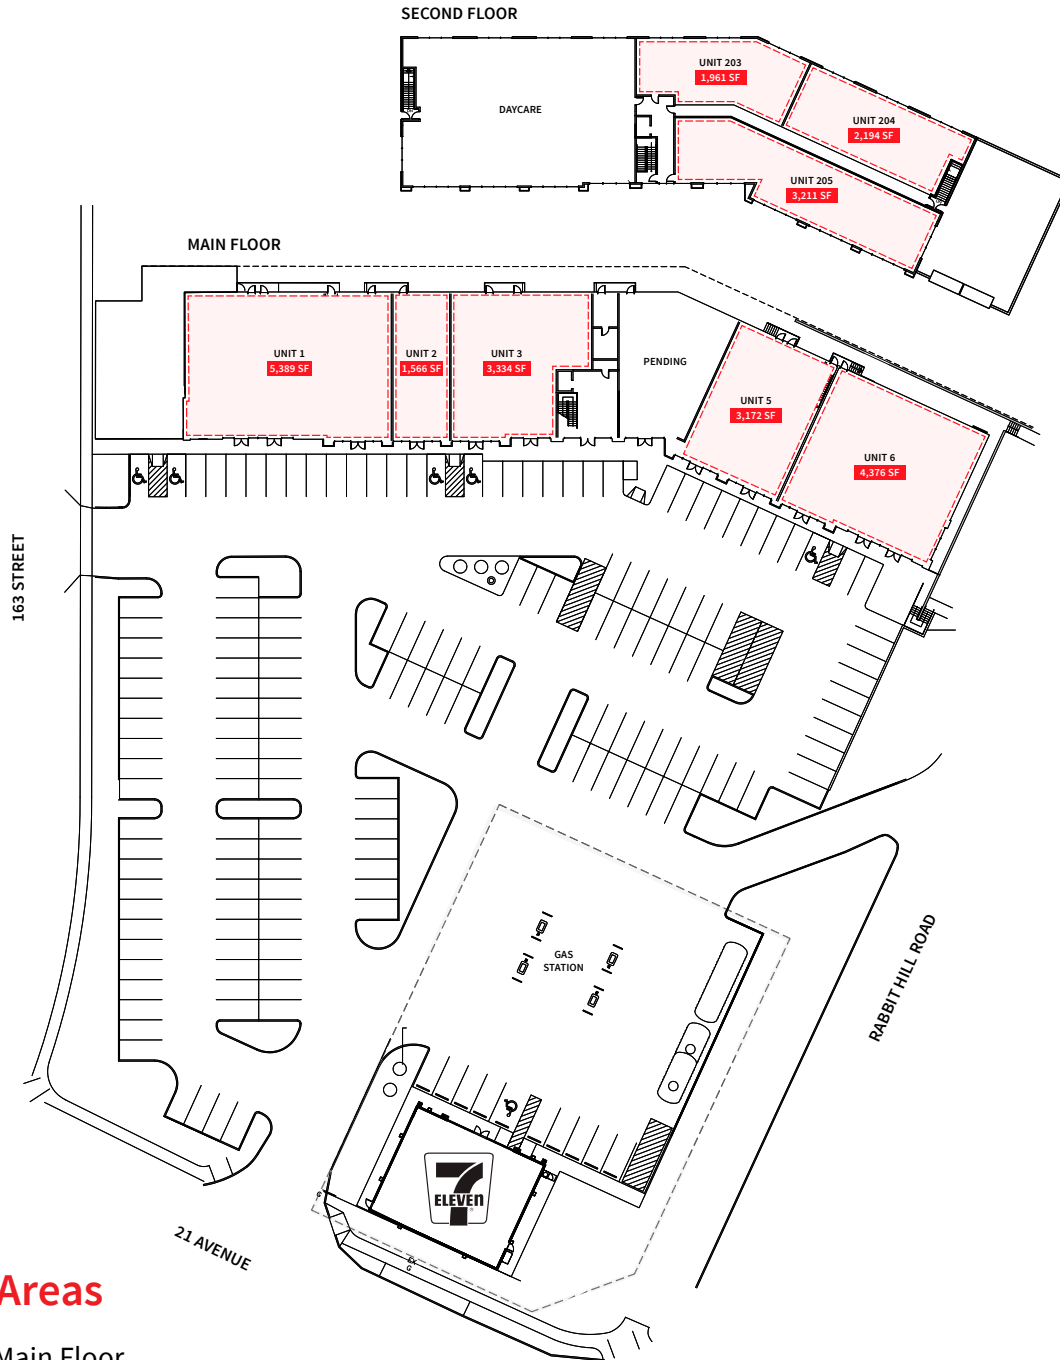 SECOND FLOOR
UNIT 203
1,961 SF
DAYCARE
UNIT 204
2,194 SF
UNIT 205
3,211 SF
MAIN FLOOR
UNIT 1
5,389 SF
UNIT 2
1,566 SF
UNIT 3
3,334 SF
PENDING
UNIT 5
3,172 SF
UNIT 6
4,376 SF
163 STREET
GAS
STATION
RABBIT HILL ROAD
7
ELEVEN
21 AVENUE
Areas
Main Floor